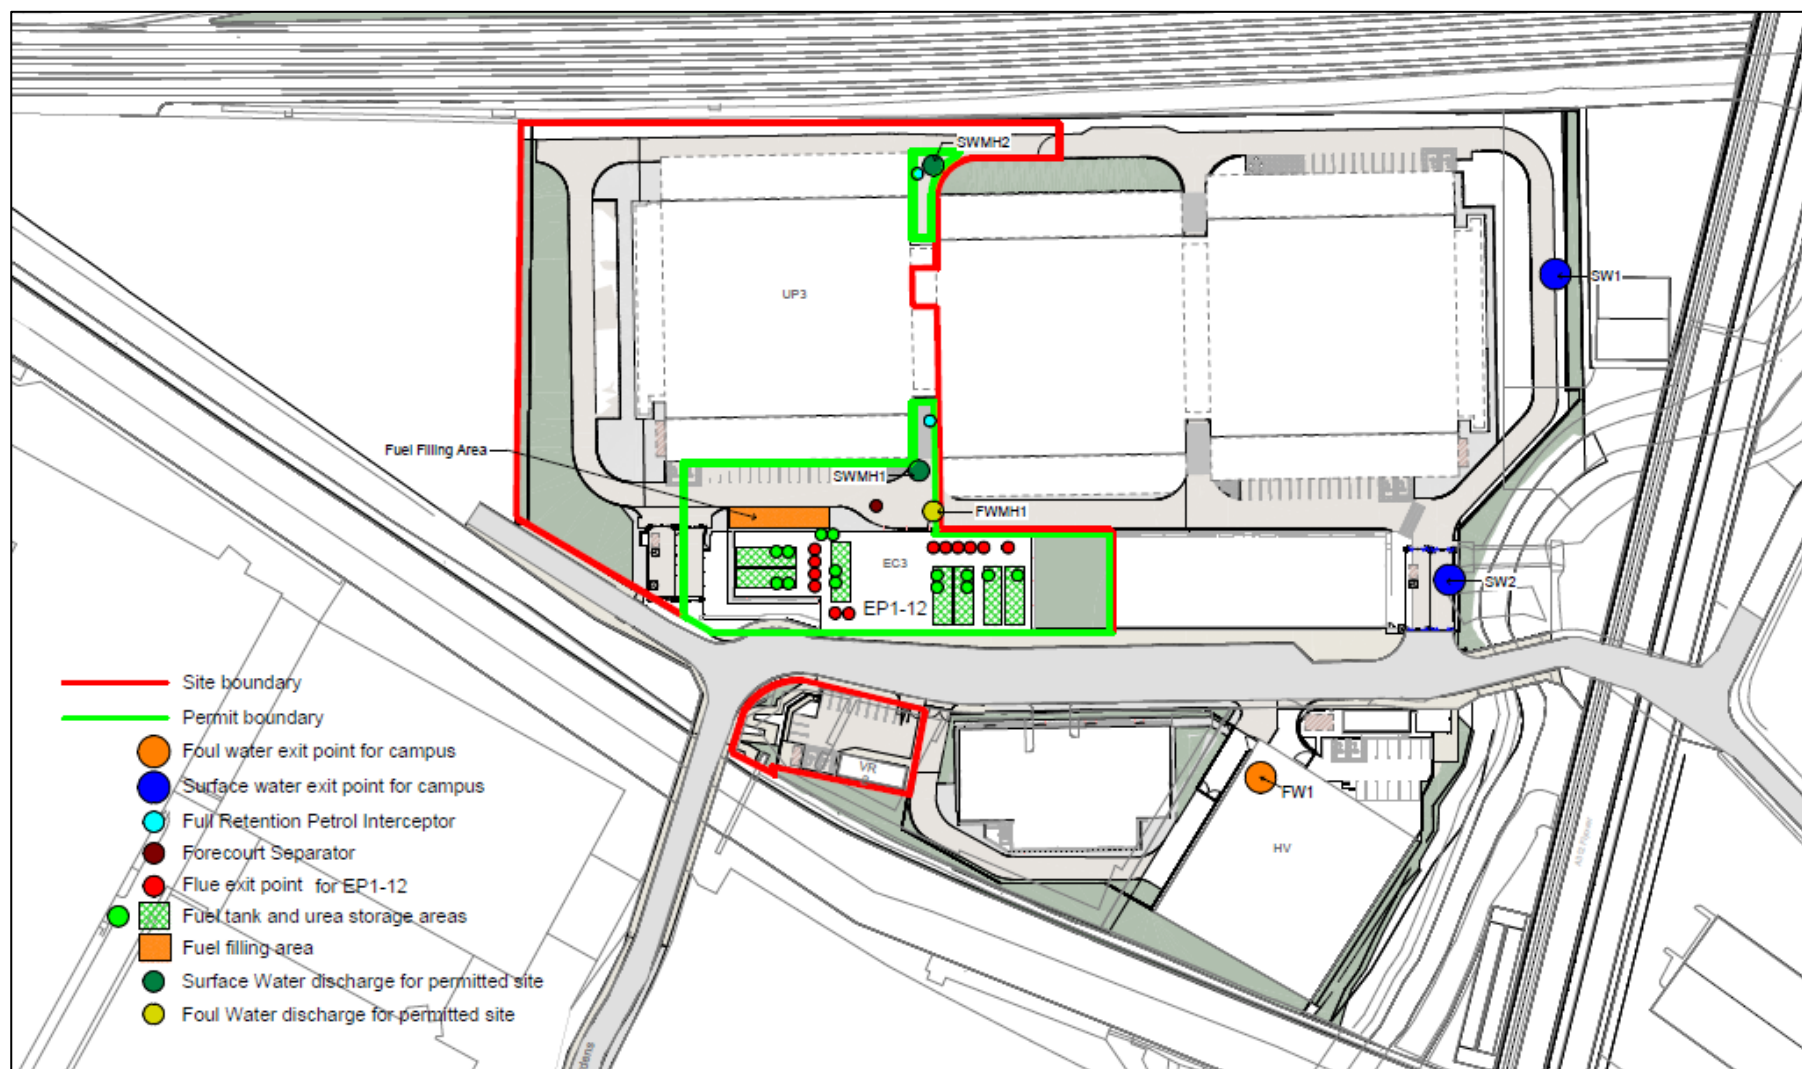 SWMH2
SW1
UP3
Fuel Filling Area
SWMH1
FWMH1
EC3
EP1-12
SW2
Site boundary
Permit boundary
Foul water exit point for campus
Surface water exit point for campus
Full Retention Petrol Interceptor
Forecourt Separator
Flue exit point for EP1-12
Fuel tank and urea storage areas
Fuel filling area
Surface Water discharge for permitted site
Foul Water discharge for permitted site
VR
FW1
HV
A312 Flyover
dens